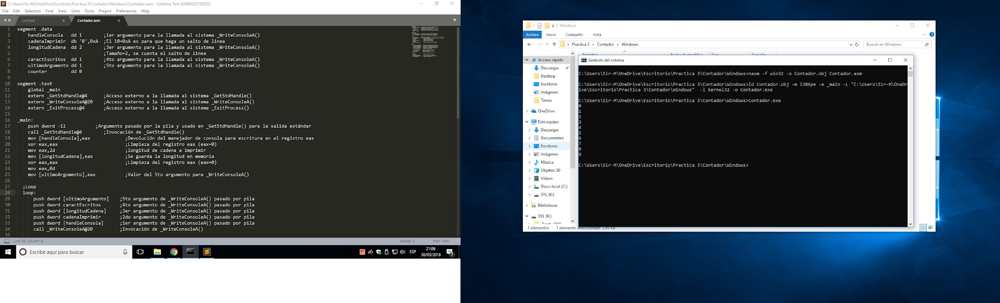 C:\Users\Sir-M\OneDrive\Escritorio\Practica 3\Contador\Windows\Contador.asm - Sublime Text (UNREGISTERED)
File Edit Selection Find View Goto Tools Project Preferences Help
untitled
Contador.asm
1 segment .data
2 handleConsola dd 1 ;1er argumento para la llamada al sistema _WriteConsoleA()
3 cadenaImprimir db '0',0xA ;El 10=0xA es para que haga un salto de linea
4 longitudCadena dd 2 ;3er argumento para la llamada al sistema _WriteConsoleA()
5 ;Tamaño=2, se cuenta el salto de linea
6 caractEscritos dd 1 ;4to argumento para la llamada al sistema _WriteConsoleA()
7 ultimoArgumento dd 1 ;5to argumento para la llamada al sistema _WriteConsoleA()
8 counter dd 0
9
10 segment .text
11 global _main
12 extern _GetStdHandle@4 ;Acceso externo a la llamada al sistema _GetStdHandle()
13 extern _WriteConsoleA@20 ;Acceso externo a la llamada al sistema _WriteConsoleA()
14 extern _ExitProcess@4 ;Acceso externo a la llamada al sistema _ExitProcess()
15
16 _main:
17 push dword -11 ;Argumento pasado por la pila y usado en _GetStdHandle() para la salida estándar
18 call _GetStdHandle@4 ;Invocación de _GetStdHandle()
19 mov [handleConsola],eax ;Devolución del manejador de consola para escritura en el registro eax
20 xor eax,eax ;Limpieza del registro eax (eax=0)
21 mov eax,2d ;longitud de cadena a imprimir
22 mov [longitudCadena],eax ;Se guarda la longitud en memoria
23 xor eax,eax ;Limpieza del registro eax (eax=0)
24 mov eax,0d
25 mov [ultimoArgumento],eax ;Valor del 5to argumento para _WriteConsoleA()
26
27 ;Loop
28 loop:
29 push dword [ultimoArgumento] ;5to argumento de _WriteConsoleA() pasado por pila
30 push dword caractEscritos ;4to argumento de _WriteConsoleA() pasado por pila
31 push dword [longitudCadena] ;3er argumento de _WriteConsoleA() pasado por pila
32 push dword cadenaImprimir ;2do argumento de _WriteConsoleA() pasado por pila
33 push dword [handleConsola] ;1er argumento de _WriteConsoleA() pasado por pila
34 call _WriteConsoleA@20 ;Invocación de _WriteConsoleA()
35
Line 28, Column 8
Spaces: 2
Plain Text
Escribe aquí para buscar
ESP
21:06
30/03/2018
3
Windows
Archivo Inicio Compartir Vista
Practica 3 Contador Windows
Buscar en Windows
Nombre Fecha de modifica... Tipo Tamaño
Acceso rápido
Descargas
Desktop
Escritorio
Imágenes
Tareas
OneDrive
Este equipo
Descargas
Documentos
Escritorio
Imágenes
Música
Objetos 3D
Vídeos
Disco local (C:)
SYL (K:)
Bibliotecas
SYL (K:)
5 elementos 1 elemento seleccionado 2,63 KB
Símbolo del sistema
C:\Users\Sir-M\OneDrive\Escritorio\Practica 3\Contador\Windows>nasm -f win32 -o Contador.obj Contador.asm
C:\Users\Sir-M\OneDrive\Escritorio\Practica 3\Contador\Windows>ld Contador.obj -m i386pe -e _main -L "C:\Users\Sir-M\OneDr
ive\Escritorio\Practica 3\Contador\Windows" -l kernel32 -o Contador.exe
C:\Users\Sir-M\OneDrive\Escritorio\Practica 3\Contador\Windows>Contador.exe
0
1
2
3
4
5
6
7
8
9
C:\Users\Sir-M\OneDrive\Escritorio\Practica 3\Contador\Windows>